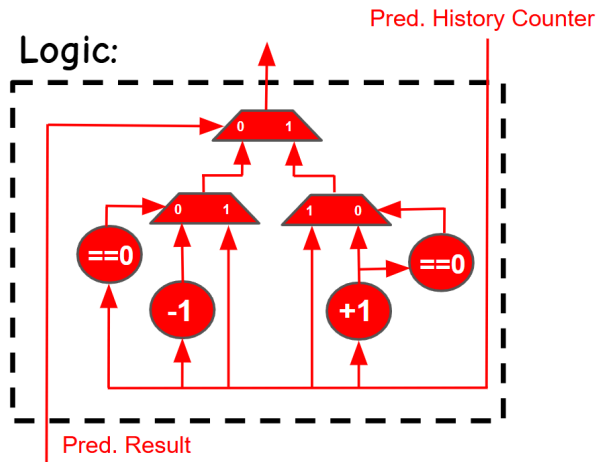 Pred. History Counter
Logic:
0 1
0 1
1 0
==0
==0
-1
+1
Pred. Result